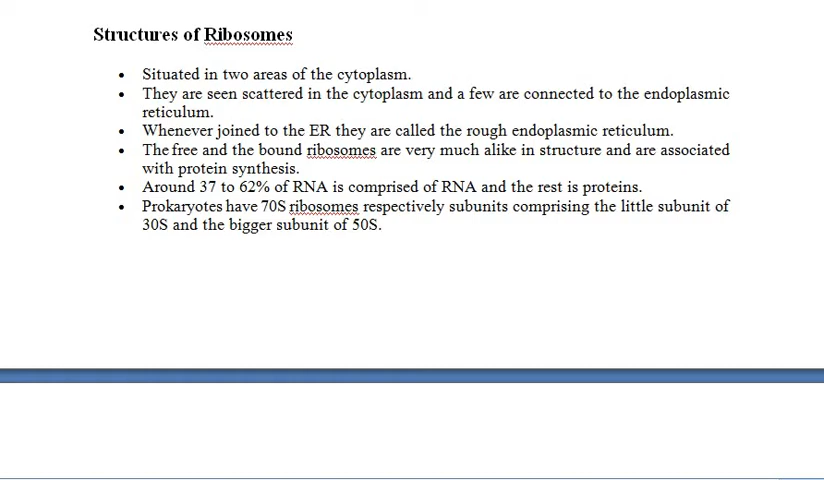 Structures of Ribosomes
• Situated in two areas of the cytoplasm.
• They are seen scattered in the cytoplasm and a few are connected to the endoplasmic
reticulum.
• Whenever joined to the ER they are called the rough endoplasmic reticulum.
• The free and the bound ribosomes are very much alike in structure and are associated
with protein synthesis.
• Around 37 to 62% of RNA is comprised of RNA and the rest is proteins.
• Prokaryotes have 70S ribosomes respectively subunits comprising the little subunit of
30S and the bigger subunit of 50S.